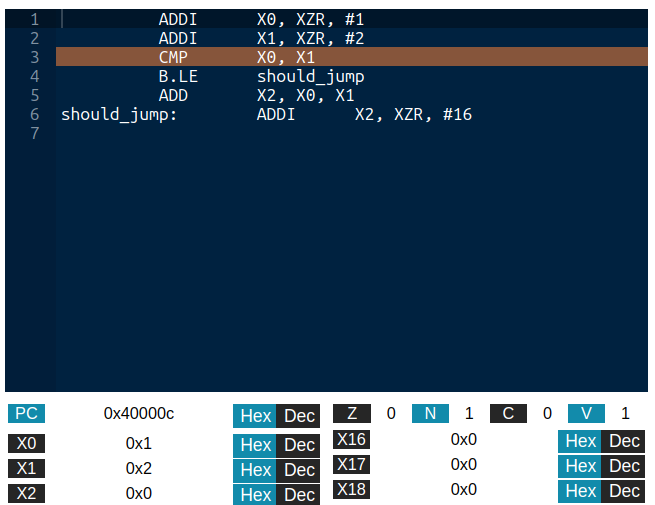 1 ADDI X0, XZR, #1
2 ADDI X1, XZR, #2
3 CMP X0, X1
4 B.LE should_jump
5 ADD X2, X0, X1
6 should_jump: ADDI X2, XZR, #16
7
PC 0x40000c Hex Dec Z 0 N 1 C 0 V 1
X0 0x1 Hex Dec X16 0x0 Hex Dec
X1 0x2 Hex Dec X17 0x0 Hex Dec
X2 0x0 Hex Dec X18 0x0 Hex Dec